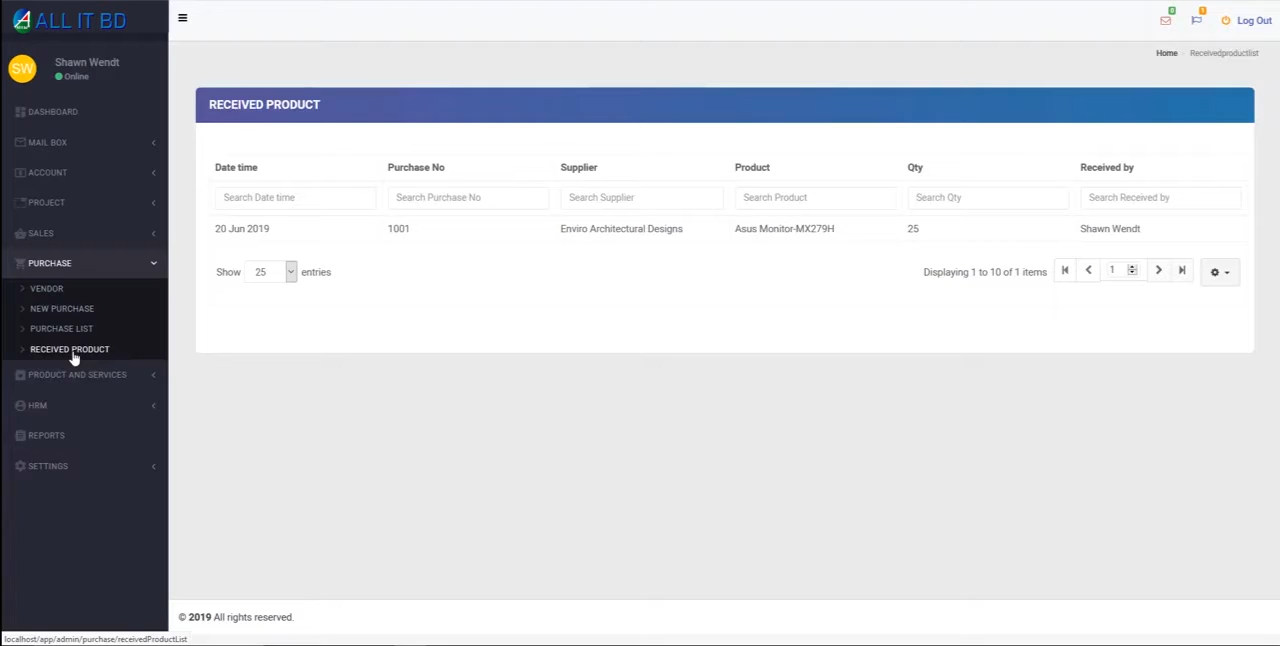 ALL IT BD
0
1
Log Out
Shawn Wendt
Online
Home Receivedproductlist
DASHBOARD
MAIL BOX
ACCOUNT
PROJECT
SALES
PURCHASE
VENDOR
NEW PURCHASE
PURCHASE LIST
RECEIVED PRODUCT
PRODUCT AND SERVICES
HRM
REPORTS
SETTINGS
RECEIVED PRODUCT
Date time Purchase No Supplier Product Qty Received by
Search Date time Search Purchase No Search Supplier Search Product Search Qty Search Received by
20 Jun 2019 1001 Enviro Architectural Designs Asus Monitor-MX279H 25 Shawn Wendt
Show 25 entries Displaying 1 to 10 of 1 items 1
© 2019 All rights reserved.
localhost/app/admin/purchase/receivedProductList
SW